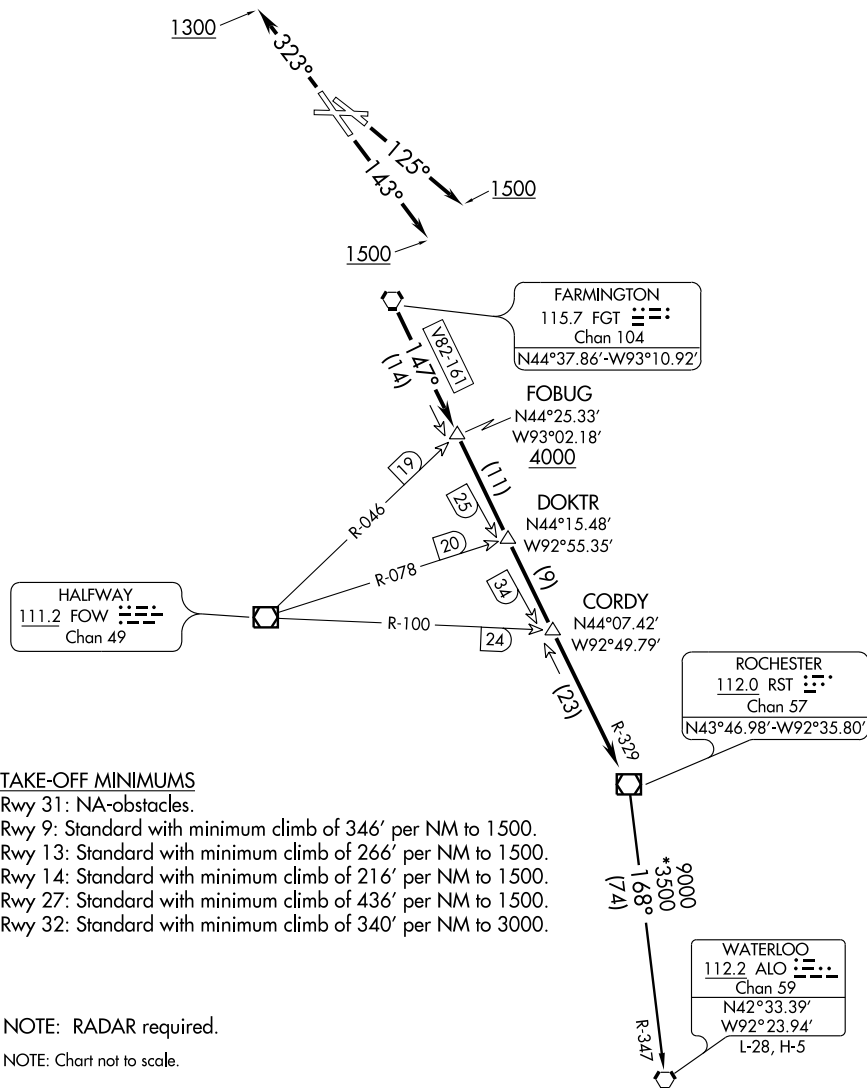 1300
323°
125°
143°
1500
1500
FARMINGTON
115.7 FGT
Chan 104
N44°37.86'-W93°10.92'
V82-161
147°
(14)
FOBUG
N44°25.33'
W93°02.18'
4000
19
R-046
(11)
25
DOKTR
N44°15.48'
W92°55.35'
20
R-078
(9)
34
HALFWAY
111.2 FOW
Chan 49
R-100
24
CORDY
N44°07.42'
W92°49.79'
(23)
ROCHESTER
112.0 RST
Chan 57
N43°46.98'-W92°35.80'
R-329
TAKE-OFF MINIMUMS
Rwy 31: NA-obstacles.
Rwy 9: Standard with minimum climb of 346' per NM to 1500.
Rwy 13: Standard with minimum climb of 266' per NM to 1500.
Rwy 14: Standard with minimum climb of 216' per NM to 1500.
Rwy 27: Standard with minimum climb of 436' per NM to 1500.
Rwy 32: Standard with minimum climb of 340' per NM to 3000.
9000
*3500
168°
(74)
WATERLOO
112.2 ALO
Chan 59
N42°33.39'
W92°23.94'
L-28, H-5
R-347
NOTE: RADAR required.
NOTE: Chart not to scale.